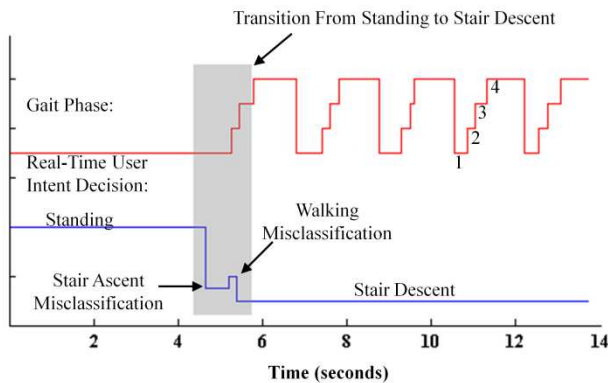 Transition From Standing to Stair Descent
Gait Phase:
4
3
2
1
Real-Time User
Intent Decision:
Standing
Walking
Misclassification
Stair Ascent
Misclassification
Stair Descent
2 4 6 8 10 12 14
Time (seconds)